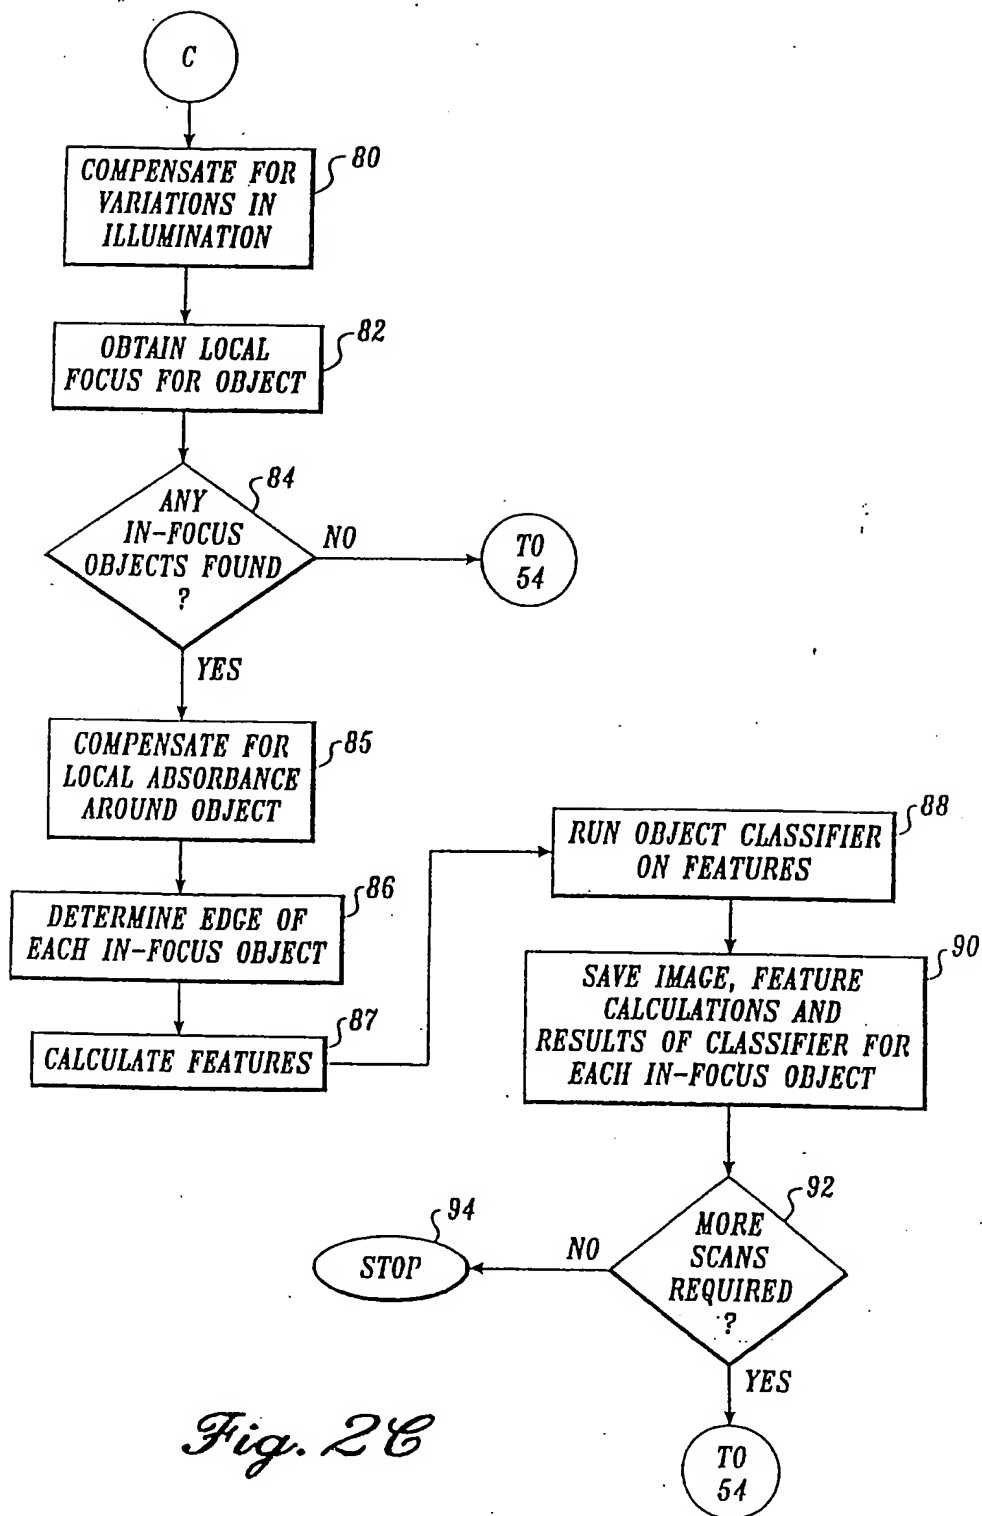 C
COMPENSATE FOR
VARIATIONS IN
ILLUMINATION
80
OBTAIN LOCAL
FOCUS FOR OBJECT
82
ANY
IN-FOCUS
OBJECTS FOUND
?
84
NO
TO
54
YES
COMPENSATE FOR
LOCAL ABSORBANCE
AROUND OBJECT
85
DETERMINE EDGE OF
EACH IN-FOCUS OBJECT
86
CALCULATE FEATURES
87
RUN OBJECT CLASSIFIER
ON FEATURES
88
SAVE IMAGE, FEATURE
CALCULATIONS AND
RESULTS OF CLASSIFIER FOR
EACH IN-FOCUS OBJECT
90
MORE
SCANS
REQUIRED
?
92
NO
STOP
94
YES
TO
54
Fig. 2C